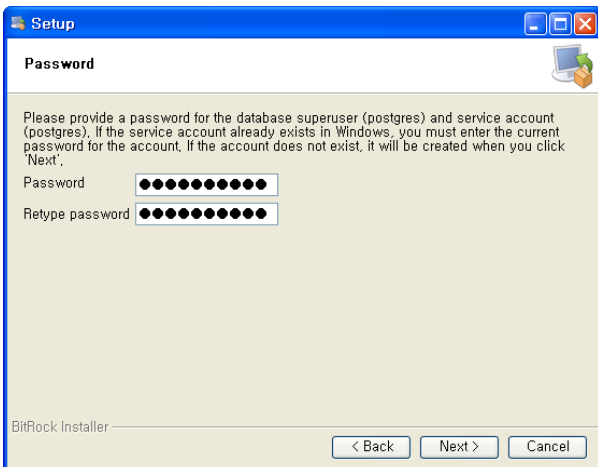 Setup
Password
Please provide a password for the database superuser (postgres) and service account
(postgres). If the service account already exists in Windows, you must enter the current
password for the account. If the account does not exist, it will be created when you click
'Next'.
Password ●●●●●●●●●●
Retype password ●●●●●●●●●●
BitRock Installer
< Back Next > Cancel